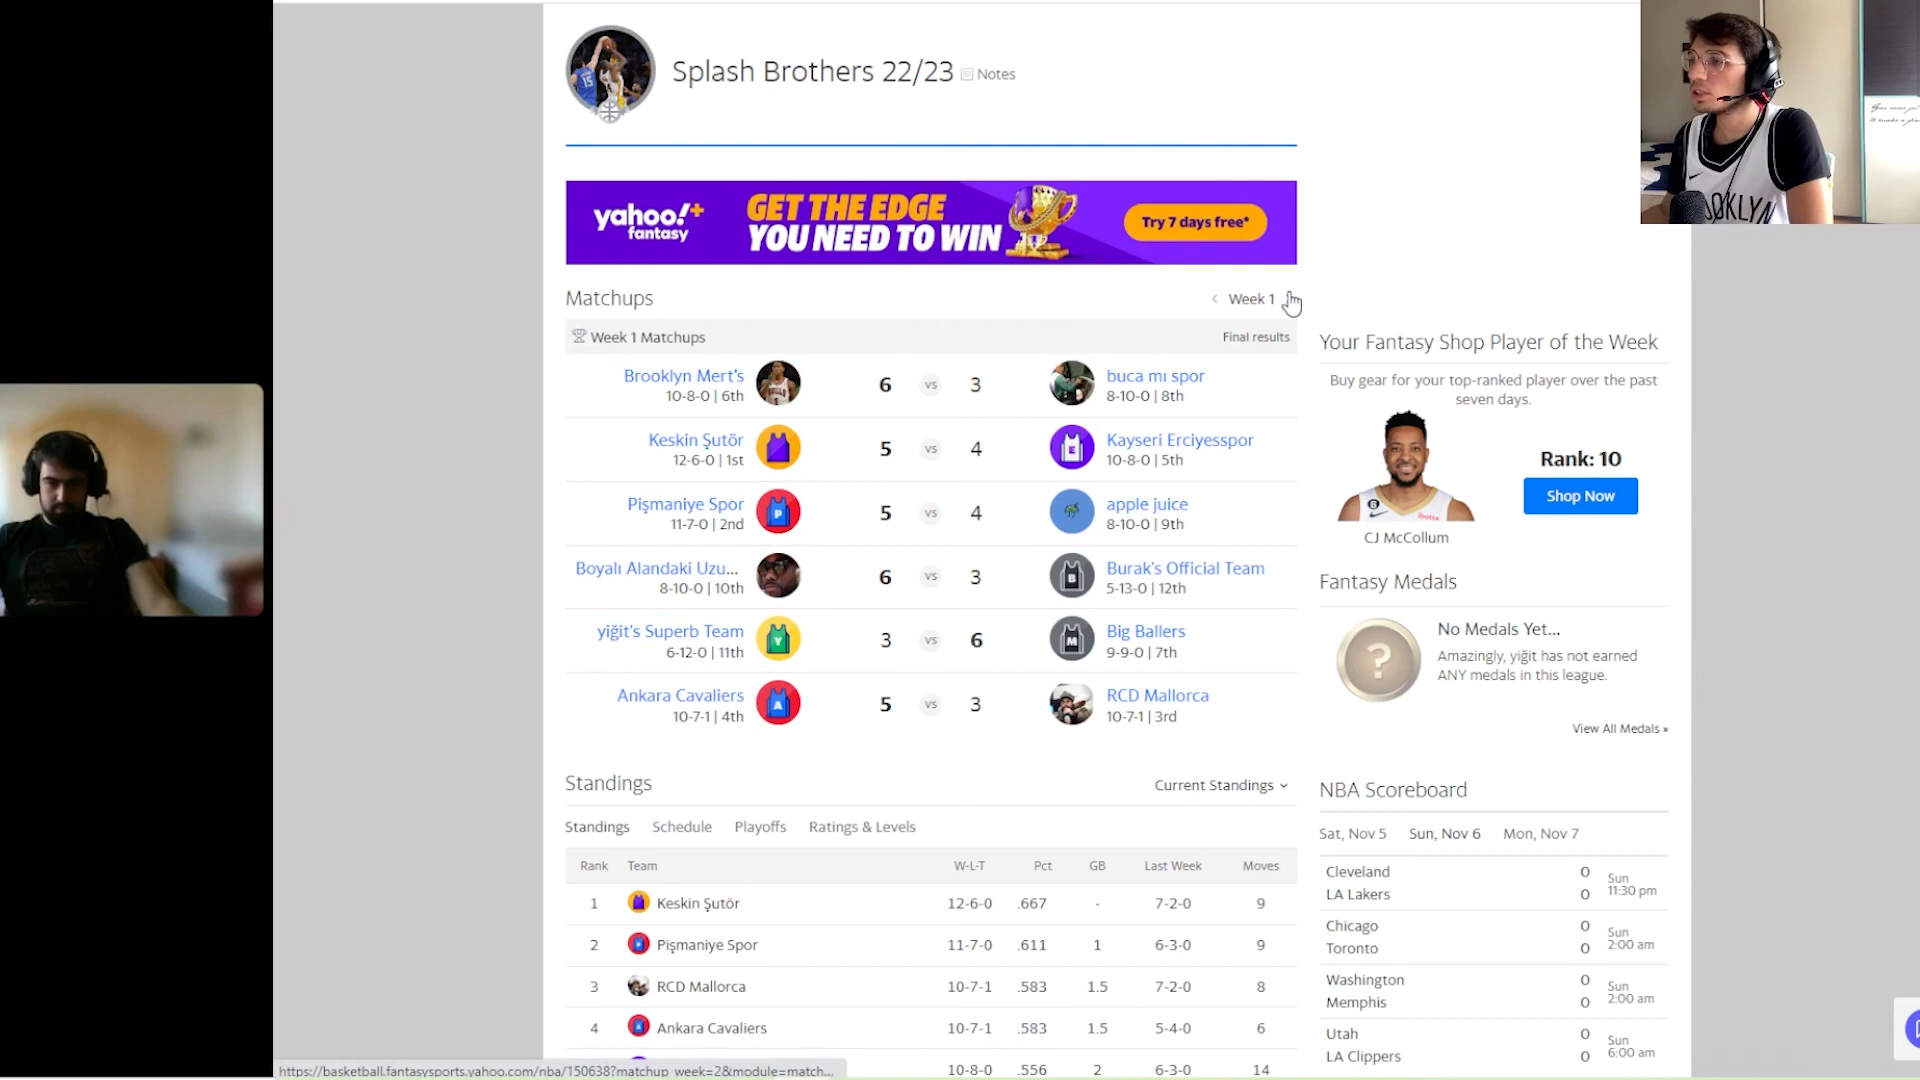 Splash Brothers 22/23
Notes
yahoo!+
fantasy
GET THE EDGE
YOU NEED TO WIN
Try 7 days free*
Matchups
Week 1
Week 1 Matchups
Final results
Brooklyn Mert's
10-8-0 | 6th
6 vs 3
buca mı spor
8-10-0 | 8th
Keskin Şutör
12-6-0 | 1st
5 vs 4
E
Kayseri Erciyesspor
10-8-0 | 5th
Pişmaniye Spor
11-7-0 | 2nd
P
5 vs 4
apple juice
8-10-0 | 9th
Boyalı Alandaki Uzu...
8-10-0 | 10th
6 vs 3
B
Burak's Official Team
5-13-0 | 12th
yiğit's Superb Team
6-12-0 | 11th
Y
3 vs 6
M
Big Ballers
9-9-0 | 7th
Ankara Cavaliers
10-7-1 | 4th
A
5 vs 3
RCD Mallorca
10-7-1 | 3rd
Standings
Current Standings
Standings Schedule Playoffs Ratings & Levels
Rank Team W-L-T Pct GB Last Week Moves
1 Keskin Şutör 12-6-0 .667 - 7-2-0 9
2 Pişmaniye Spor 11-7-0 .611 1 6-3-0 9
3 RCD Mallorca 10-7-1 .583 1.5 7-2-0 8
4 Ankara Cavaliers 10-7-1 .583 1.5 5-4-0 6
10-8-0 .556 2 6-3-0 14
https://basketball.fantasysports.yahoo.com/nba/150638?matchup_week=2&module=match...
Your Fantasy Shop Player of the Week
Buy gear for your top-ranked player over the past
seven days.
Rank: 10
Shop Now
CJ McCollum
Fantasy Medals
?
No Medals Yet...
Amazingly, yiğit has not earned
ANY medals in this league.
View All Medals »
NBA Scoreboard
Sat, Nov 5 Sun, Nov 6 Mon, Nov 7
Cleveland 0
LA Lakers 0
Sun
11:30 pm
Chicago 0
Toronto 0
Sun
2:00 am
Washington 0
Memphis 0
Sun
2:00 am
Utah 0
LA Clippers 0
Sun
6:00 am
15